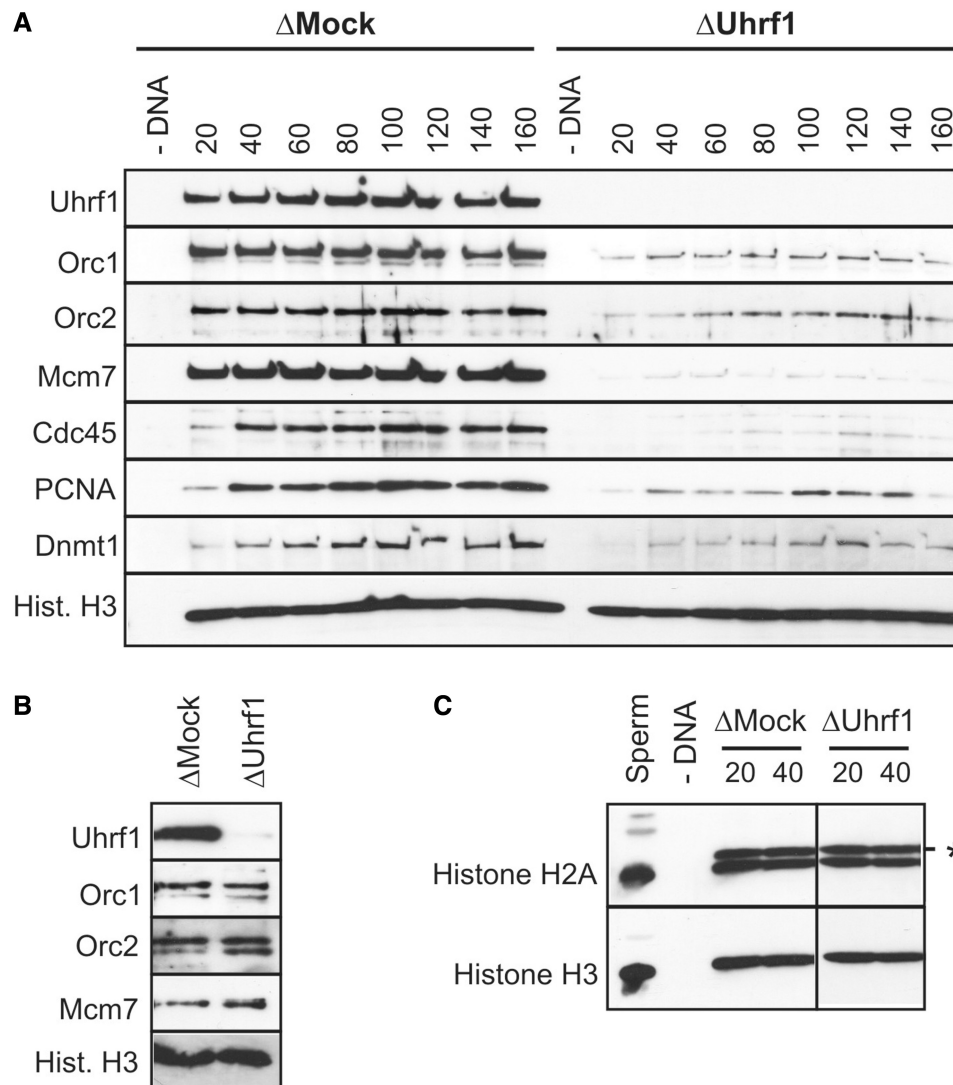 A
ΔMock ΔUhrf1
- DNA 20 40 60 80 100 120 140 160 - DNA 20 40 60 80 100 120 140 160
Uhrf1
Orc1
Orc2
Mcm7
Cdc45
PCNA
Dnmt1
Hist. H3
B
ΔMock ΔUhrf1
Uhrf1
Orc1
Orc2
Mcm7
Hist. H3
C
Sperm - DNA ΔMock ΔUhrf1
20 40 20 40
Histone H2A
Histone H3